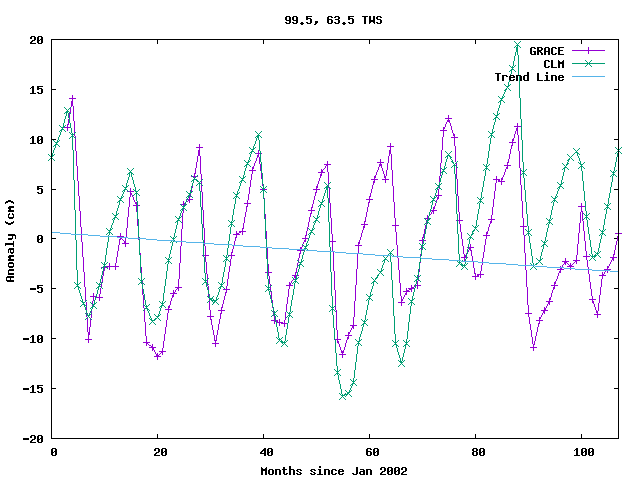 99.5, 63.5 TWS
GRACE
CLM
Trend Line
20
15
10
5
0
-5
-10
-15
-20
Anomaly (cm)
0 20 40 60 80 100
Months since Jan 2002